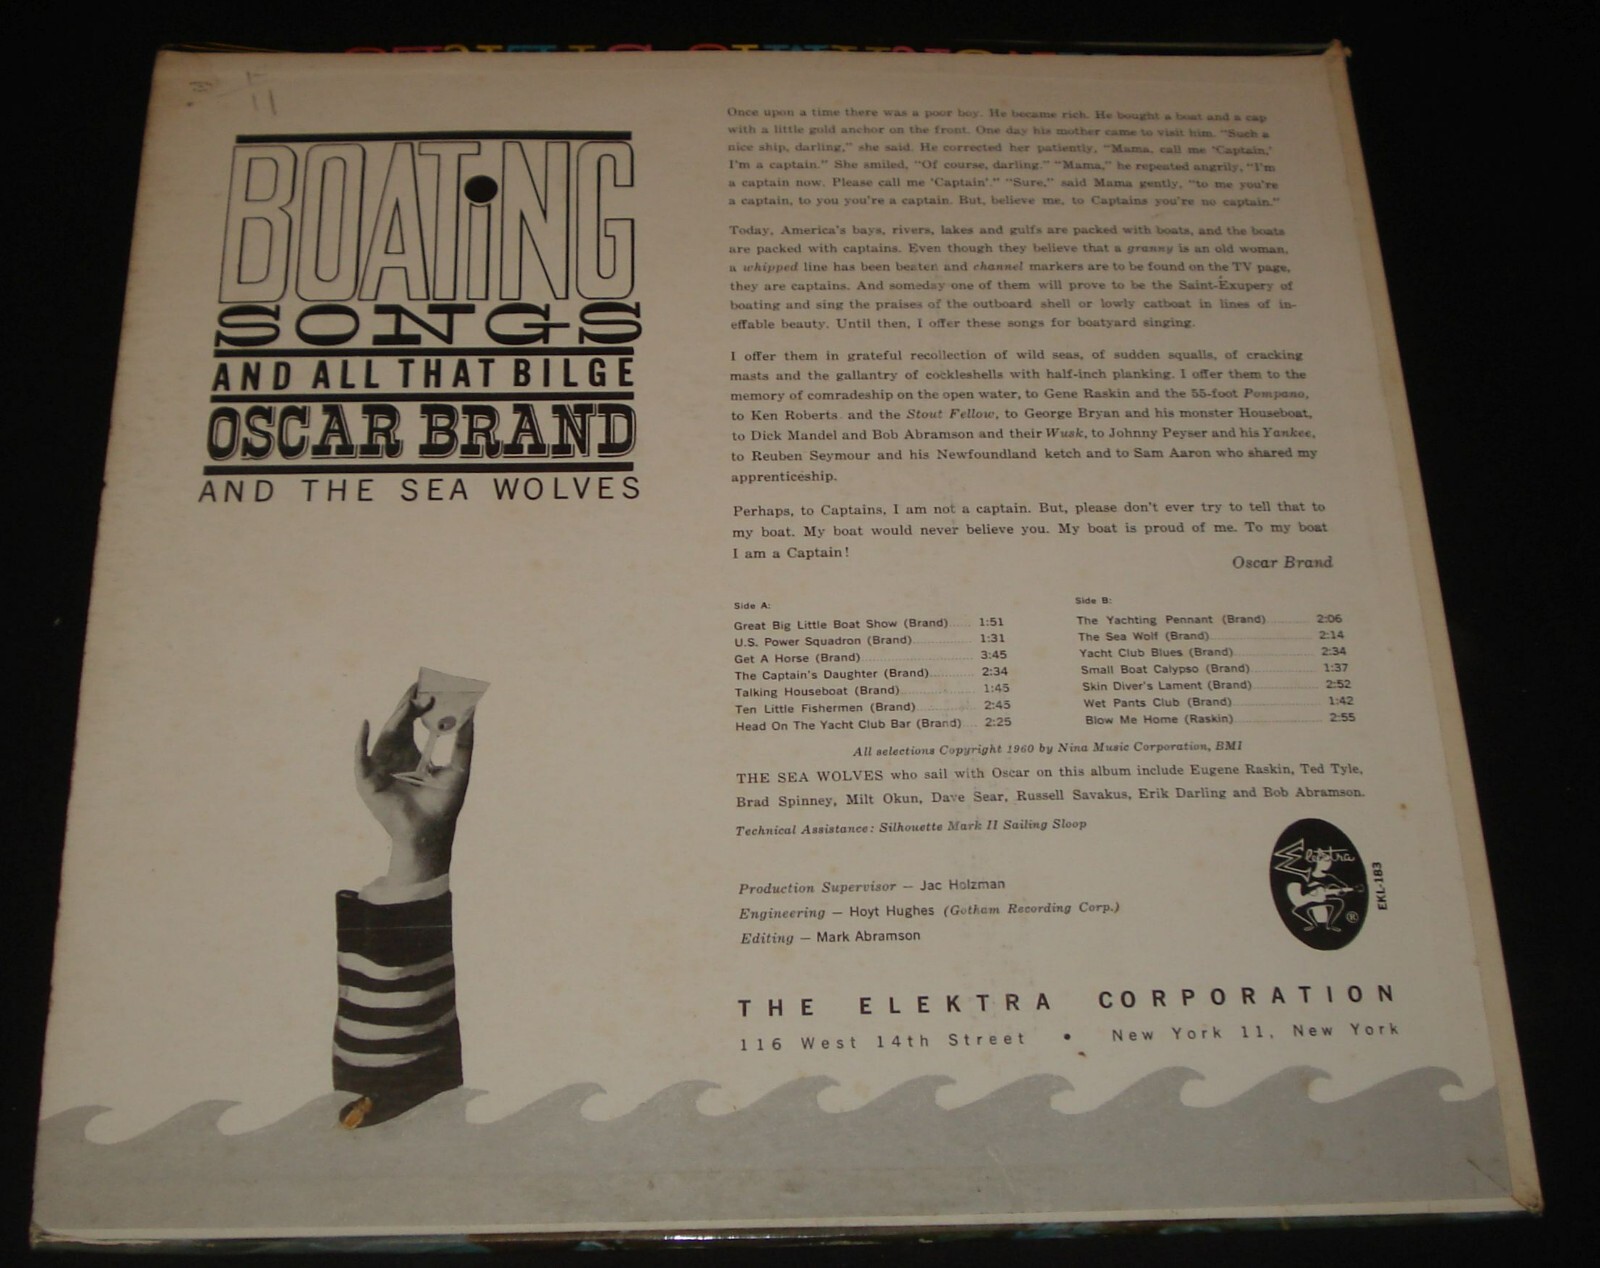 BOATiNG
SONGS
AND ALL THAT BILGE
OSCAR BRAND
AND THE SEA WOLVES
Once upon a time there was a poor boy. He became rich. He bought a boat and a cap
with a little gold anchor on the front. One day his mother came to visit him. "Such a
nice ship, darling," she said. He corrected her patiently, "Mama, call me 'Captain,'
I'm a captain." She smiled, "Of course, darling." "Mama," he repeated angrily, "I'm
a captain now. Please call me 'Captain'." "Sure," said Mama gently, "to me you're
a captain, to you you're a captain. But, believe me, to Captains you're no captain."
Today, America's bays, rivers, lakes and gulfs are packed with boats, and the boats
are packed with captains. Even though they believe that a granny is an old woman,
a whipped line has been beaten and channel markers are to be found on the TV page,
they are captains. And someday one of them will prove to be the Saint-Exupery of
boating and sing the praises of the outboard shell or lowly catboat in lines of in-
effable beauty. Until then, I offer these songs for boatyard singing.
I offer them in grateful recollection of wild seas, of sudden squalls, of cracking
masts and the gallantry of cockleshells with half-inch planking. I offer them to the
memory of comradeship on the open water, to Gene Raskin and the 55-foot Pompano,
to Ken Roberts and the Stout Fellow, to George Bryan and his monster Houseboat,
to Dick Mandel and Bob Abramson and their Wusk, to Johnny Peyser and his Yankee,
to Reuben Seymour and his Newfoundland ketch and to Sam Aaron who shared my
apprenticeship.
Perhaps, to Captains, I am not a captain. But, please don't ever try to tell that to
my boat. My boat would never believe you. My boat is proud of me. To my boat
I am a Captain!
Oscar Brand
Side A:
Great Big Little Boat Show (Brand) 1:51
U.S. Power Squadron (Brand) 1:31
Get A Horse (Brand) 3:45
The Captain's Daughter (Brand) 2:34
Talking Houseboat (Brand) 1:45
Ten Little Fishermen (Brand) 2:45
Head On The Yacht Club Bar (Brand) 2:25
Side B:
The Yachting Pennant (Brand) 2:06
The Sea Wolf (Brand) 2:14
Yacht Club Blues (Brand) 2:34
Small Boat Calypso (Brand) 1:37
Skin Diver's Lament (Brand) 2:52
Wet Pants Club (Brand) 1:42
Blow Me Home (Raskin) 2:55
All selections Copyright 1960 by Nina Music Corporation, BMI
THE SEA WOLVES who sail with Oscar on this album include Eugene Raskin, Ted Tyle,
Brad Spinney, Milt Okun, Dave Sear, Russell Savakus, Erik Darling and Bob Abramson.
Technical Assistance: Silhouette Mark II Sailing Sloop
Production Supervisor — Jac Holzman
Engineering — Hoyt Hughes (Gotham Recording Corp.)
Editing — Mark Abramson
Elektra
®
EKL-183
THE ELEKTRA CORPORATION
116 West 14th Street • New York 11, New York